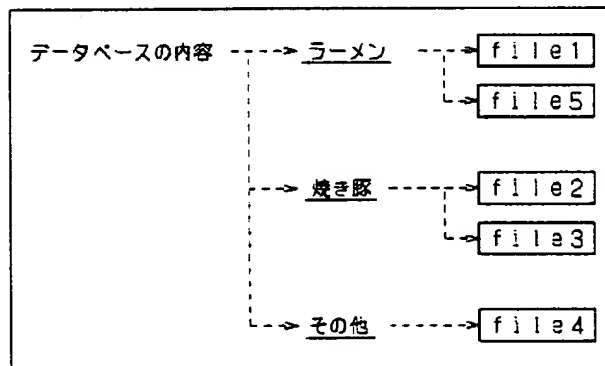 データベースの内容 ラーメン file1
file5
焼き豚 file2
file3
その他 file4